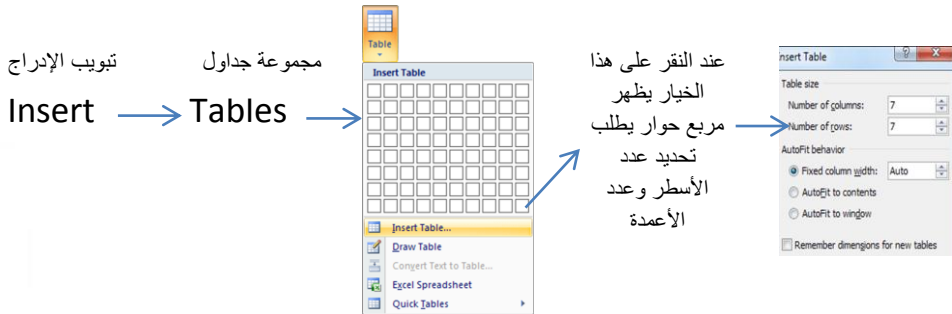 تبويب الإدراج
Insert
مجموعة جداول
Tables
Table
Insert Table
Insert Table...
Draw Table
Convert Text to Table...
Excel Spreadsheet
Quick Tables
عند النقر على هذا
الخيار يظهر
مربع حوار يطلب
تحديد عدد
الأسطر وعدد
الأعمدة
nsert Table
Table size
Number of columns: 7
Number of rows: 7
AutoFit behavior
Fixed column width: Auto
AutoFit to contents
AutoFit to window
Remember dimensions for new tables